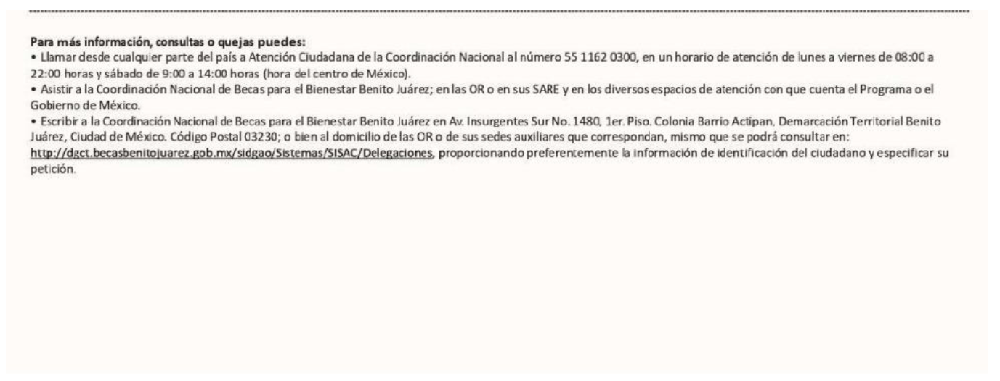 Para más información, consultas o quejas puedes:
• Llamar desde cualquier parte del país a Atención Ciudadana de la Coordinación Nacional al número 55 1162 0300, en un horario de atención de lunes a viernes de 08:00 a
22:00 horas y sábado de 9:00 a 14:00 horas (hora del centro de México).
• Asistir a la Coordinación Nacional de Becas para el Bienestar Benito Juárez; en las OR o en sus SARE y en los diversos espacios de atención con que cuenta el Programa o el
Gobierno de México.
• Escribir a la Coordinación Nacional de Becas para el Bienestar Benito Juárez en Av. Insurgentes Sur No. 1480, 1er. Piso. Colonia Barrio Actipan, Demarcación Territorial Benito
Juárez, Ciudad de México. Código Postal 03230; o bien al domicilio de las OR o de sus sedes auxiliares que correspondan, mismo que se podrá consultar en:
http://dgct.becasbenitojuarez.gob.mx/sidgao/Sistemas/SISAC/Delegaciones, proporcionando preferentemente la información de identificación del ciudadano y especificar su
petición.